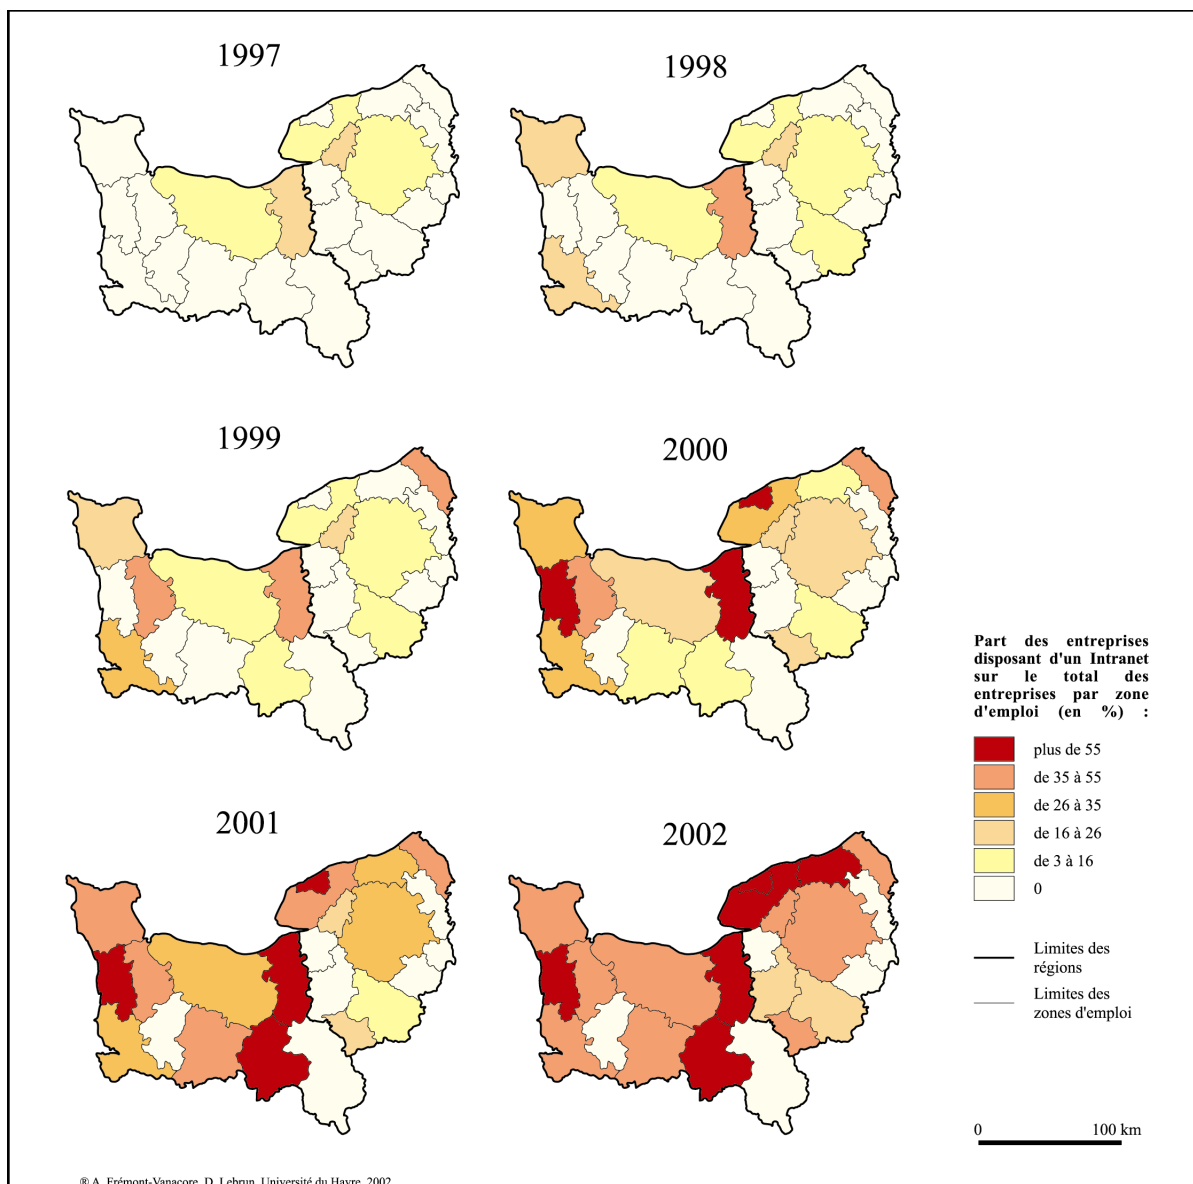 1997
1998
1999
2000
2001
2002
Part des entreprises
disposant d'un Intranet
sur le total des
entreprises par zone
d'emploi (en %) :
plus de 55
de 35 à 55
de 26 à 35
de 16 à 26
de 3 à 16
0
Limites des
régions
Limites des
zones d'emploi
0 100 km
® A. Frémont-Vanacore, D. Lebrun, Université du Havre, 2002